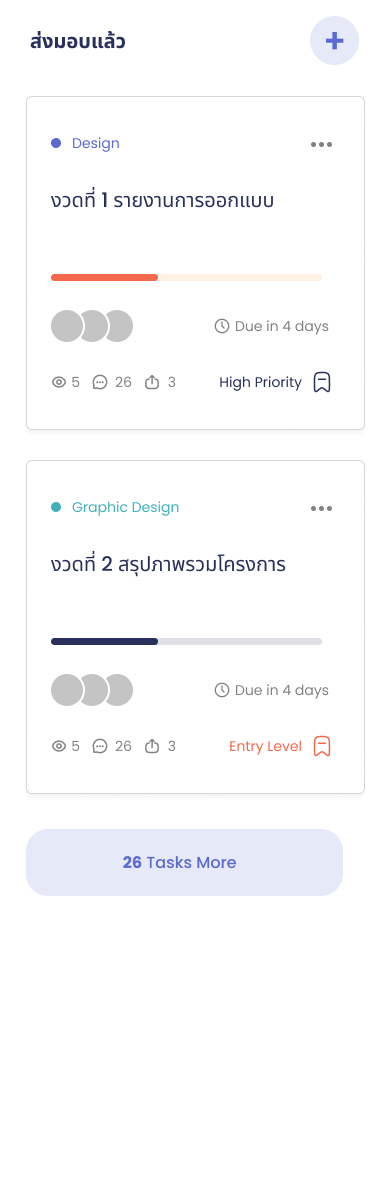 ส่งมอบแล้ว
Design
งวดที่ 1 รายงานการออกแบบ
Due in 4 days
5 26 3 High Priority
Graphic Design
งวดที่ 2 สรุปภาพรวมโครงการ
Due in 4 days
5 26 3 Entry Level
26 Tasks More